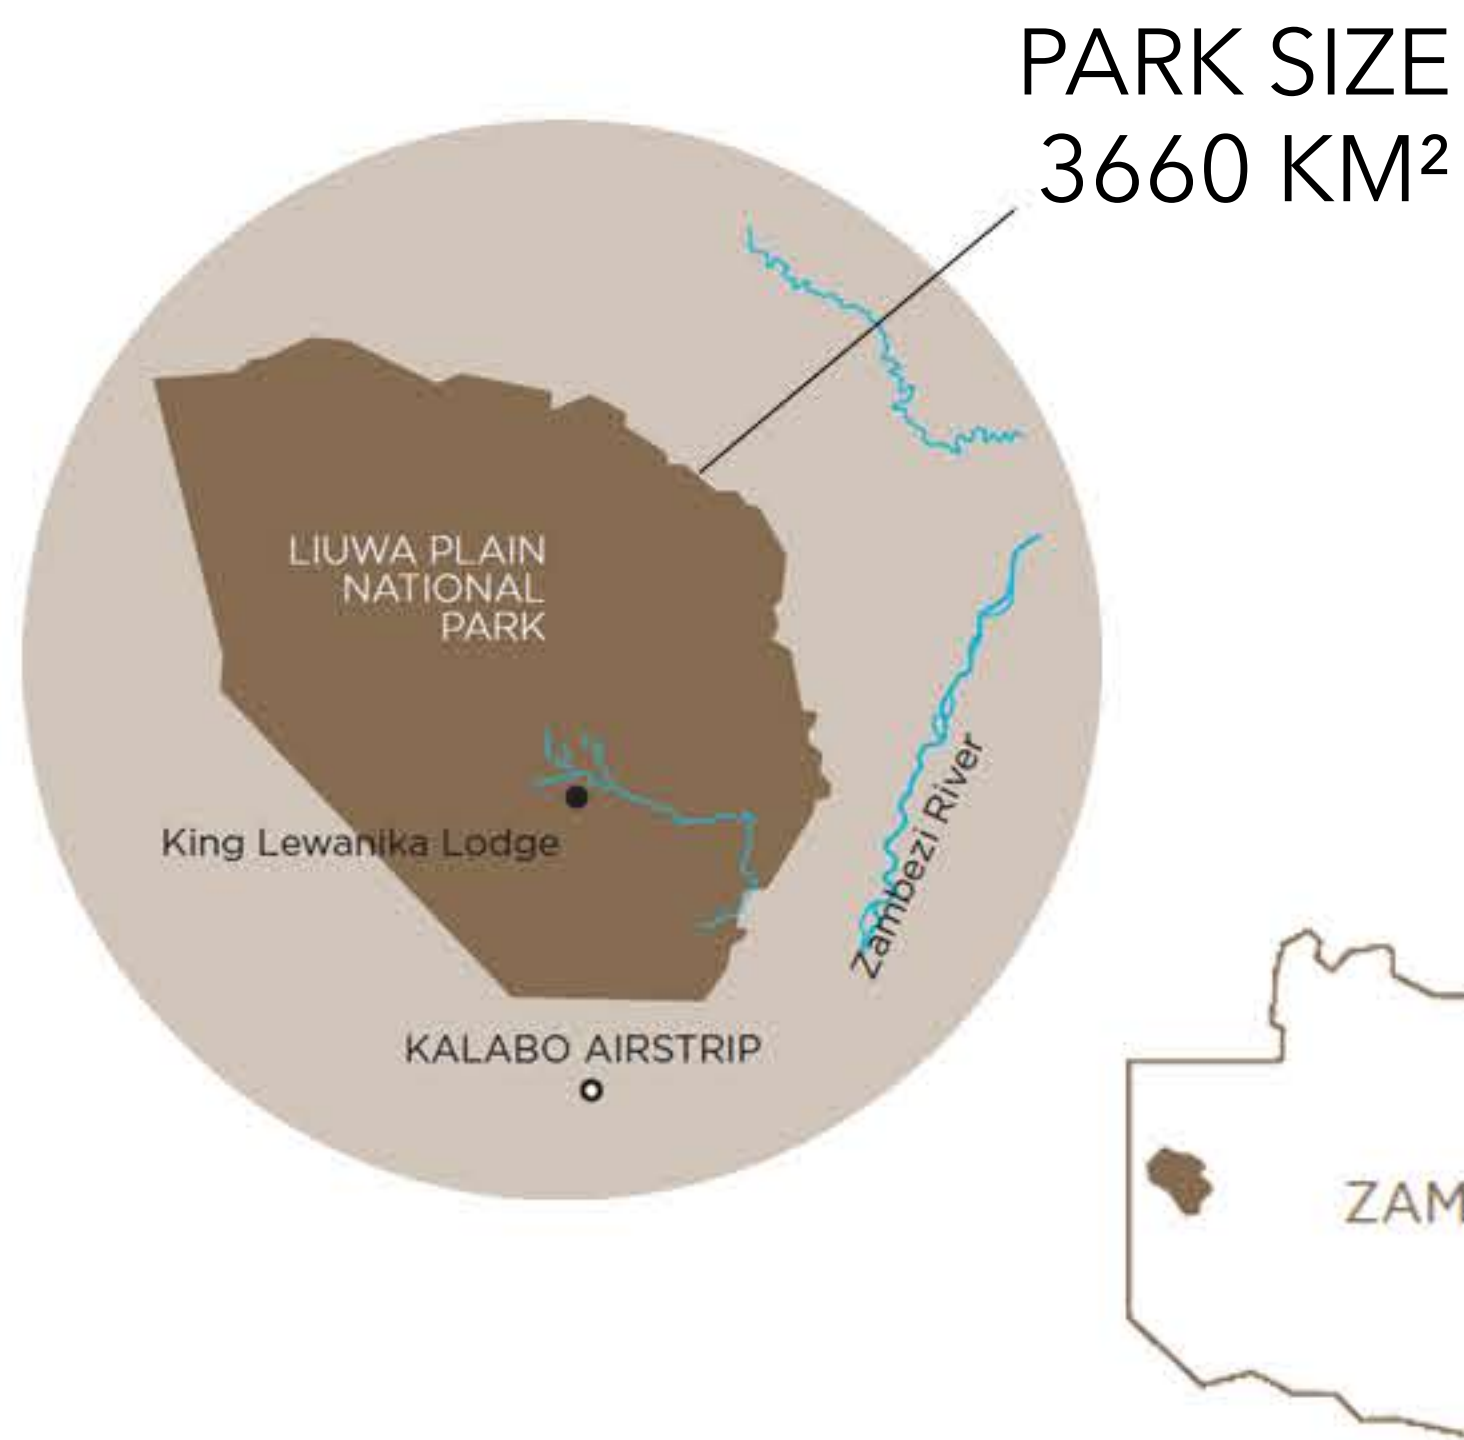 PARK SIZE
3660 KM²
LIUWA PLAIN
NATIONAL
PARK
King Lewanika Lodge
Zambezi River
KALABO AIRSTRIP
ZAM